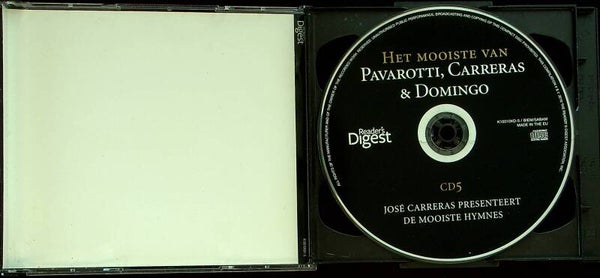 Digest
HET MOOISTE VAN
PAVAROTTI, CARRERAS
& DOMINGO
Reader's
Digest
MADE IN THE EU
CD5
JOSÉ CARRERAS PRESENTEERT
DE MOOISTE HYMNES